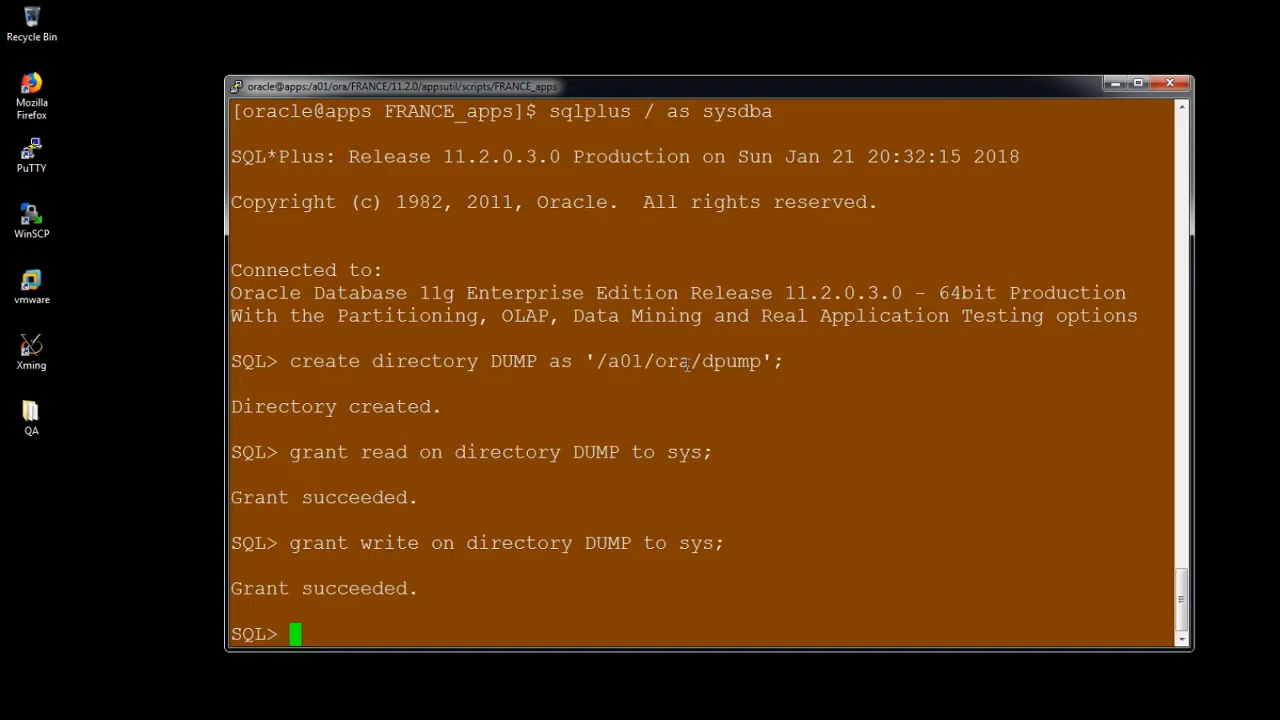 Recycle Bin
Mozilla
Firefox
PuTTY
WinSCP
vmware
Xming
QA
oracle@apps:/a01/ora/FRANCE/11.2.0/appsutil/scripts/FRANCE_apps
[oracle@apps FRANCE_apps]$ sqlplus / as sysdba
SQL*Plus: Release 11.2.0.3.0 Production on Sun Jan 21 20:32:15 2018
Copyright (c) 1982, 2011, Oracle.  All rights reserved.
Connected to:
Oracle Database 11g Enterprise Edition Release 11.2.0.3.0 - 64bit Production
With the Partitioning, OLAP, Data Mining and Real Application Testing options
SQL> create directory DUMP as '/a01/ora/dpump';
Directory created.
SQL> grant read on directory DUMP to sys;
Grant succeeded.
SQL> grant write on directory DUMP to sys;
Grant succeeded.
SQL>